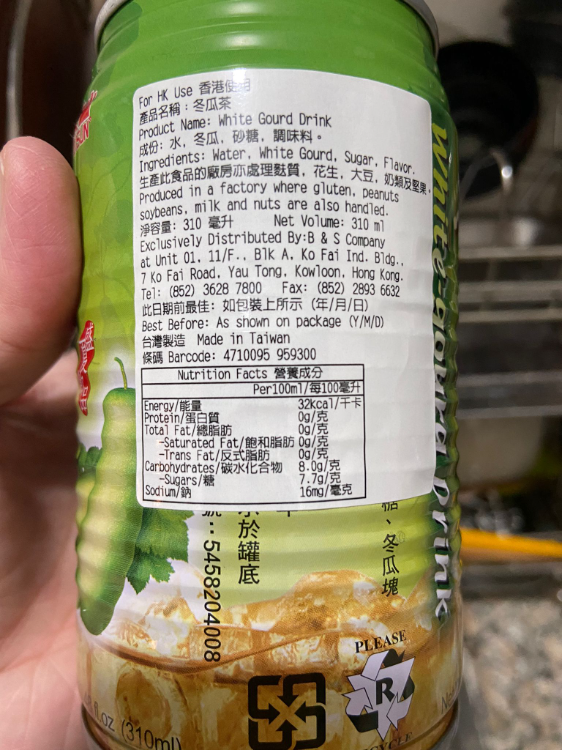 For HK Use 香港使用
產品名稱：冬瓜茶
Product Name: White Gourd Drink
成份：水，冬瓜，砂糖，調味料。
Ingredients: Water, White Gourd, Sugar, Flavor.
生產此食品的廠房亦處理麩質，花生，大豆，奶類及堅果。
Produced in a factory where gluten, peanuts
soybeans, milk and nuts are also handled.
淨容量：310 毫升 Net Volume: 310 ml
Exclusively Distributed By:B & S Company
at Unit 01, 11/F., Blk A, Ko Fai Ind. Bldg.,
7 Ko Fai Road, Yau Tong, Kowloon, Hong Kong.
Tel: (852) 3628 7800 Fax: (852) 2893 6632
此日期前最佳：如包裝上所示（年/月/日）
Best Before: As shown on package (Y/M/D)
台灣製造 Made in Taiwan
條碼 Barcode: 4710095 959300
Nutrition Facts 營養成分
Per100ml/每100毫升
Energy/能量 32kcal/千卡
Protein/蛋白質 0g/克
Total Fat/總脂肪 0g/克
-Saturated Fat/飽和脂肪 0g/克
-Trans Fat/反式脂肪 0g/克
Carbohydrates/碳水化合物 8.0g/克
-Sugars/糖 7.7g/克
Sodium/鈉 16mg/毫克
White gourd drink
糖、冬瓜塊
示於罐底
號：5458204008
PLEASE
R
RECYCLE
fl.oz (310ml)